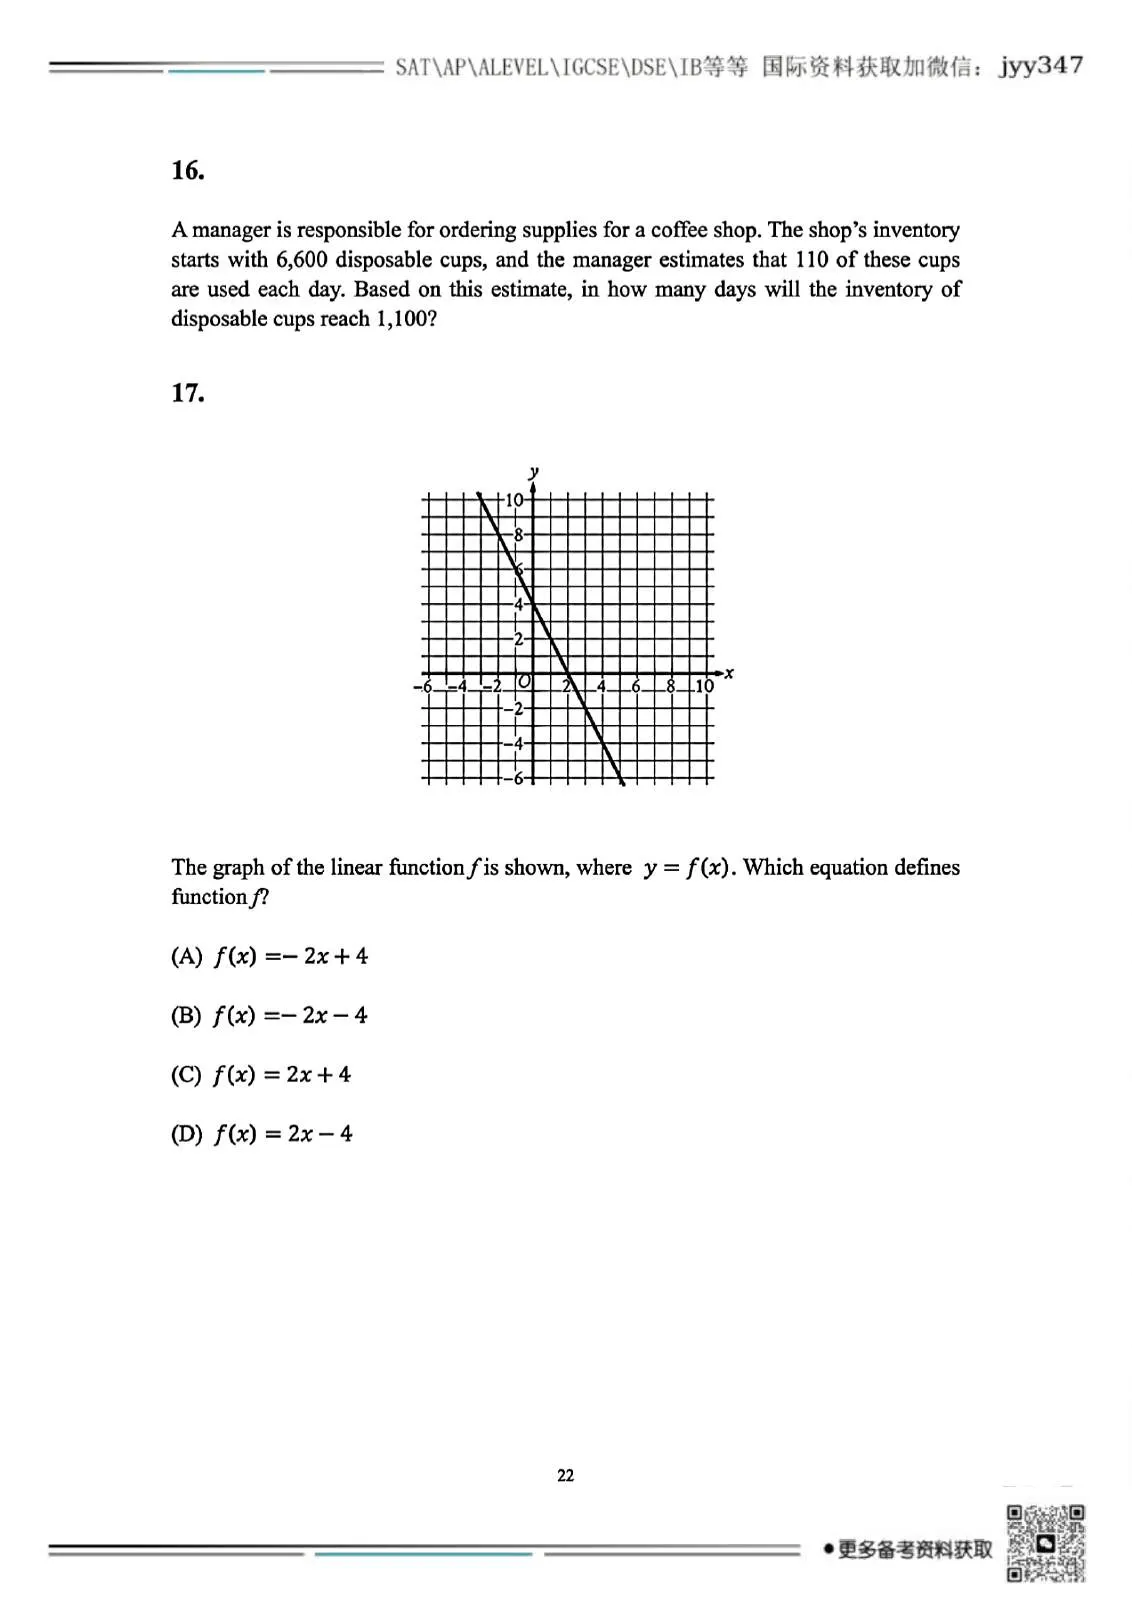 SAT\AP\ALEVEL\IGCSE\DSE\IB等等 国际资料获取加微信：jyy347
16.
A manager is responsible for ordering supplies for a coffee shop. The shop’s inventory
starts with 6,600 disposable cups, and the manager estimates that 110 of these cups
are used each day. Based on this estimate, in how many days will the inventory of
disposable cups reach 1,100?
17.
y
10
8
6
4
2
x
−6 −4 −2 O 2 4 6 8 10
−2
−4
−6
The graph of the linear function f is shown, where y = f(x). Which equation defines
function f?
(A) f(x) =− 2x + 4
(B) f(x) =− 2x − 4
(C) f(x) = 2x + 4
(D) f(x) = 2x − 4
22
●更多备考资料获取